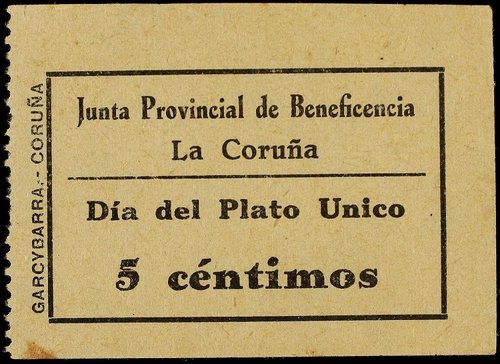 Junta Provincial de Beneficencia
La Coruña
Día del Plato Unico
5 céntimos
GARCYBARRA.- CORUÑA